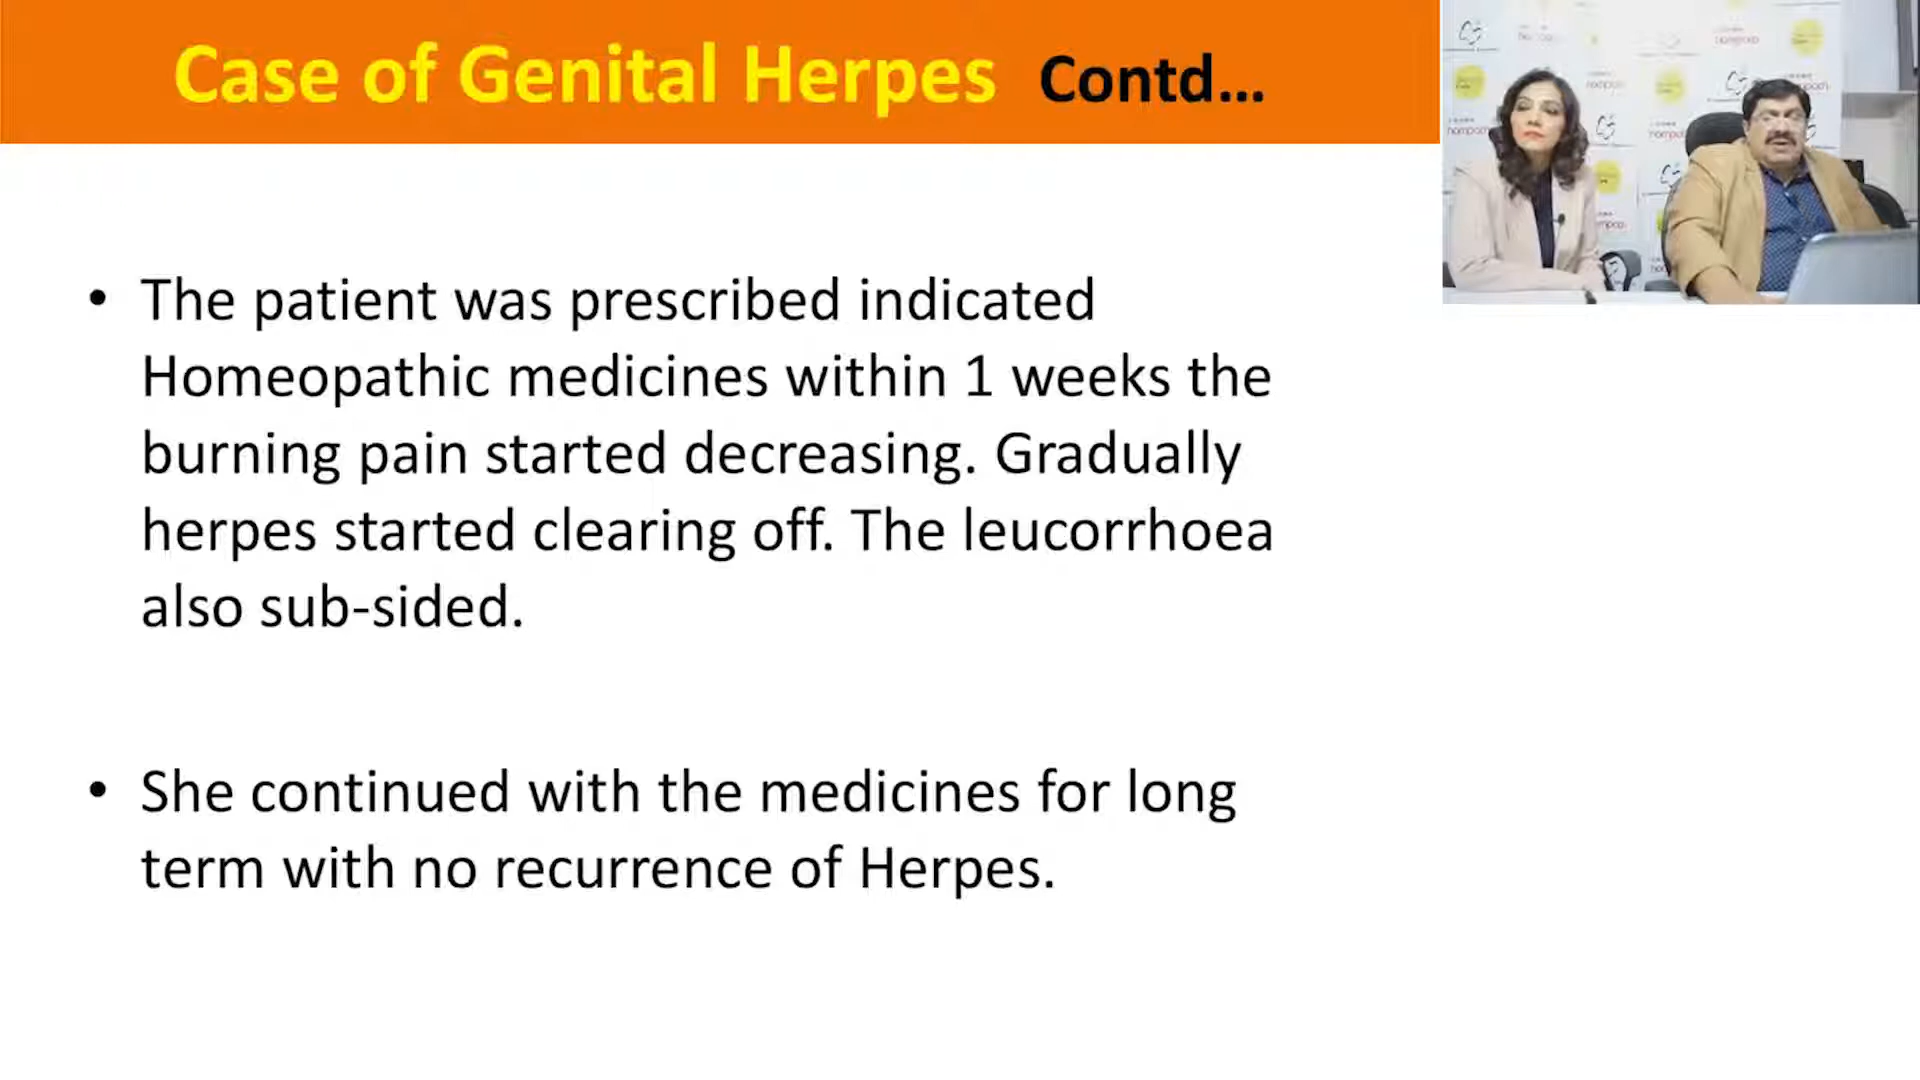 Case of Genital Herpes Contd...
• The patient was prescribed indicated
Homeopathic medicines within 1 weeks the
burning pain started decreasing. Gradually
herpes started clearing off. The leucorrhoea
also sub-sided.
• She continued with the medicines for long
term with no recurrence of Herpes.